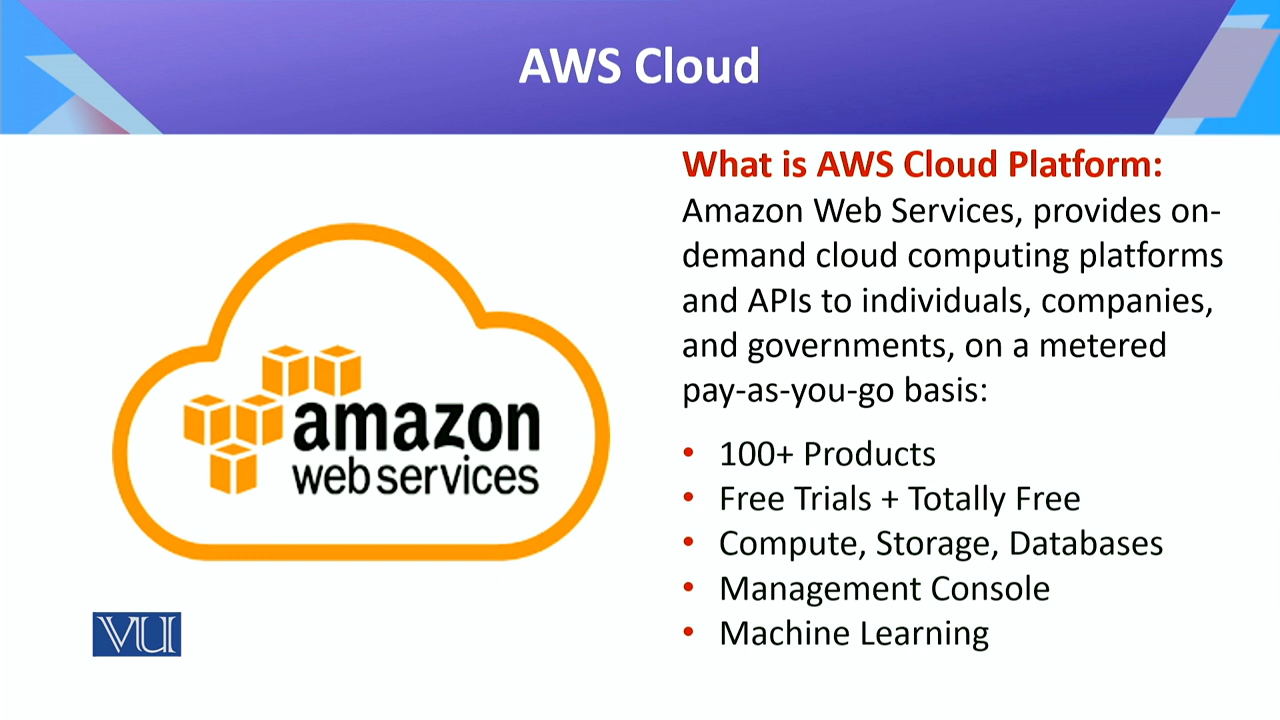 AWS Cloud
What is AWS Cloud Platform:
Amazon Web Services, provides on-
demand cloud computing platforms
and APIs to individuals, companies,
and governments, on a metered
pay-as-you-go basis:
• 100+ Products
• Free Trials + Totally Free
• Compute, Storage, Databases
• Management Console
• Machine Learning
amazon
web services
VU